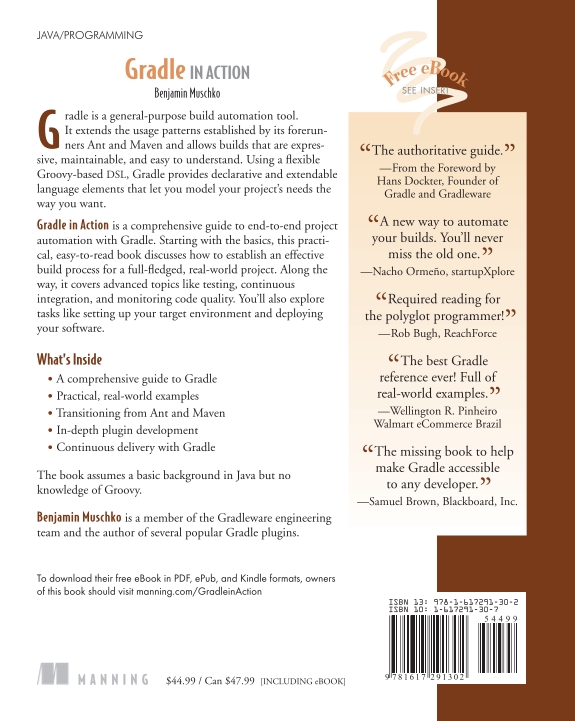 JAVA/PROGRAMMING
Gradle IN ACTION
Benjamin Muschko
Gradle is a general-purpose build automation tool.
It extends the usage patterns established by its forerun-
ners Ant and Maven and allows builds that are expres-
sive, maintainable, and easy to understand. Using a flexible
Groovy-based DSL, Gradle provides declarative and extendable
language elements that let you model your project’s needs the
way you want.
Gradle in Action is a comprehensive guide to end-to-end project
automation with Gradle. Starting with the basics, this practi-
cal, easy-to-read book discusses how to establish an effective
build process for a full-fledged, real-world project. Along the
way, it covers advanced topics like testing, continuous
integration, and monitoring code quality. You’ll also explore
tasks like setting up your target environment and deploying
your software.
What's Inside
• A comprehensive guide to Gradle
• Practical, real-world examples
• Transitioning from Ant and Maven
• In-depth plugin development
• Continuous delivery with Gradle
The book assumes a basic background in Java but no
knowledge of Groovy.
Benjamin Muschko is a member of the Gradleware engineering
team and the author of several popular Gradle plugins.
To download their free eBook in PDF, ePub, and Kindle formats, owners
of this book should visit manning.com/GradleinAction
MANNING
$44.99 / Can $47.99 [INCLUDING eBOOK]
Free eBook
SEE INSERT
“The authoritative guide.”
—From the Foreword by
Hans Dockter, Founder of
Gradle and Gradleware
“A new way to automate
your builds. You’ll never
miss the old one.”
—Nacho Ormeño, startupXplore
“Required reading for
the polyglot programmer!”
—Rob Bugh, ReachForce
“The best Gradle
reference ever! Full of
real-world examples.”
—Wellington R. Pinheiro
Walmart eCommerce Brazil
“The missing book to help
make Gradle accessible
to any developer.”
—Samuel Brown, Blackboard, Inc.
ISBN 13: 978-1-617291-30-2
ISBN 10: 1-617291-30-7
54499
9 781617 291302